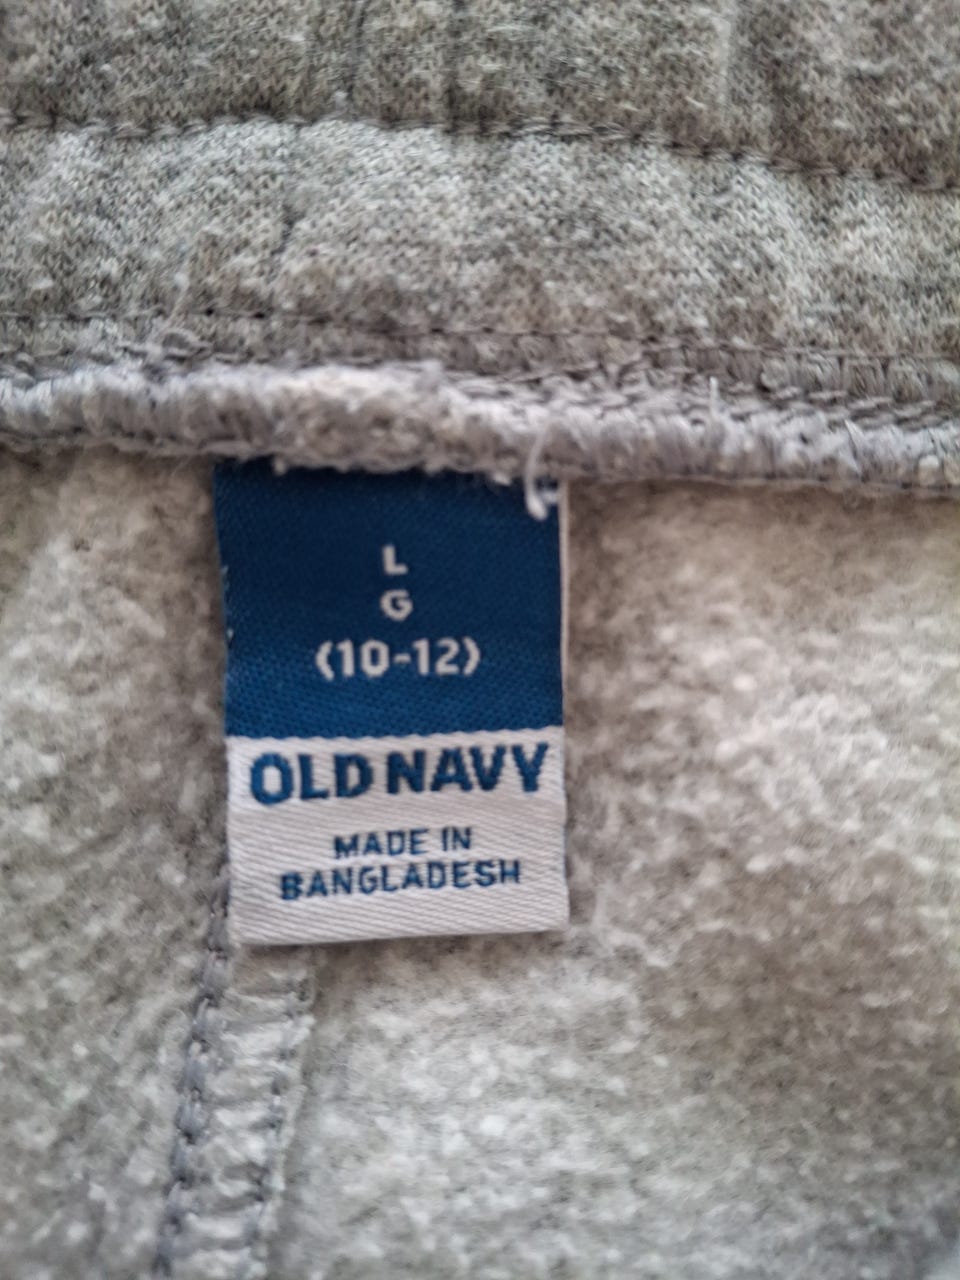 L
G
(10-12)
OLD NAVY
MADE IN
BANGLADESH